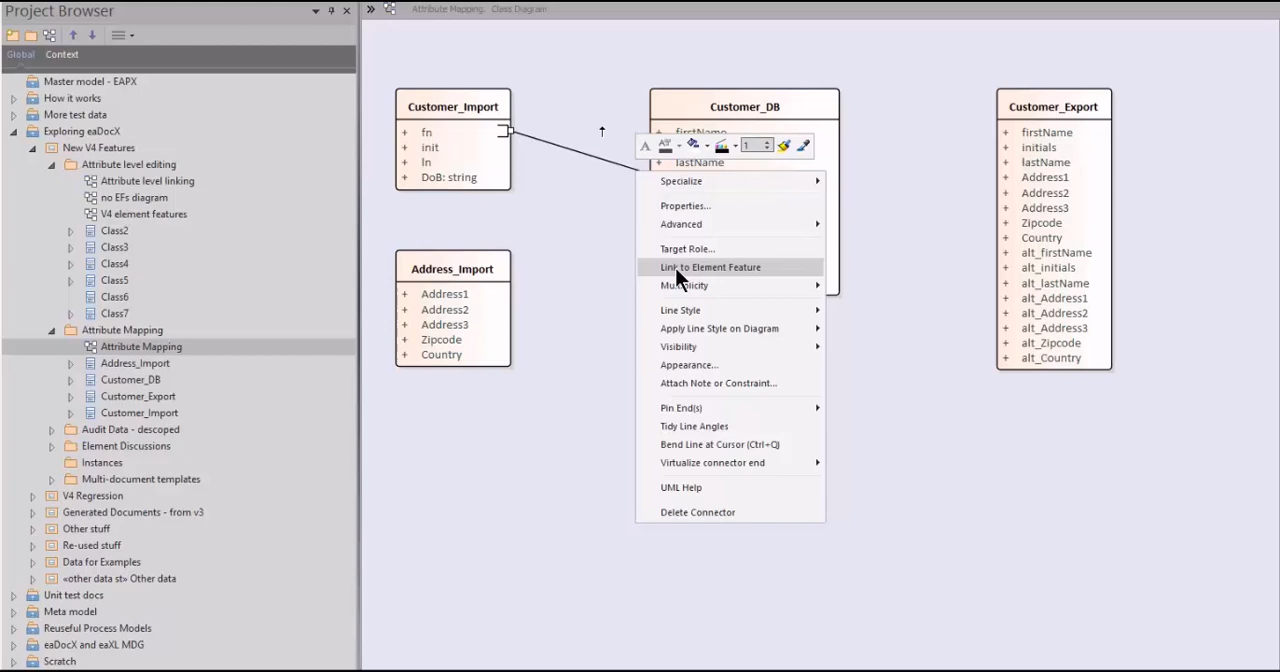 Project Browser
Global Context
Master model - EAPX
How it works
More test data
Exploring eaDocX
New V4 Features
Attribute level editing
Attribute level linking
no EFs diagram
V4 element features
Class2
Class3
Class4
Class5
Class6
Class7
Attribute Mapping
Attribute Mapping
Address_Import
Customer_DB
Customer_Export
Customer_Import
Audit Data - descoped
Element Discussions
Instances
Multi-document templates
V4 Regression
Generated Documents - from v3
Other stuff
Re-used stuff
Data for Examples
«other data st» Other data
Unit test docs
Meta model
Reuseful Process Models
eaDocX and eaXL MDG
Scratch
Attribute Mapping: Class Diagram
Customer_Import
+ fn
+ init
+ ln
+ DoB: string
Address_Import
+ Address1
+ Address2
+ Address3
+ Zipcode
+ Country
Customer_DB
+ firstName
+ lastName
1
Specialize
Properties...
Advanced
Target Role...
Link to Element Feature
Multiplicity
Line Style
Apply Line Style on Diagram
Visibility
Appearance...
Attach Note or Constraint...
Pin End(s)
Tidy Line Angles
Bend Line at Cursor (Ctrl+Q)
Virtualize connector end
UML Help
Delete Connector
Customer_Export
+ firstName
+ initials
+ lastName
+ Address1
+ Address2
+ Address3
+ Zipcode
+ Country
+ alt_firstName
+ alt_initials
+ alt_lastName
+ alt_Address1
+ alt_Address2
+ alt_Address3
+ alt_Zipcode
+ alt_Country